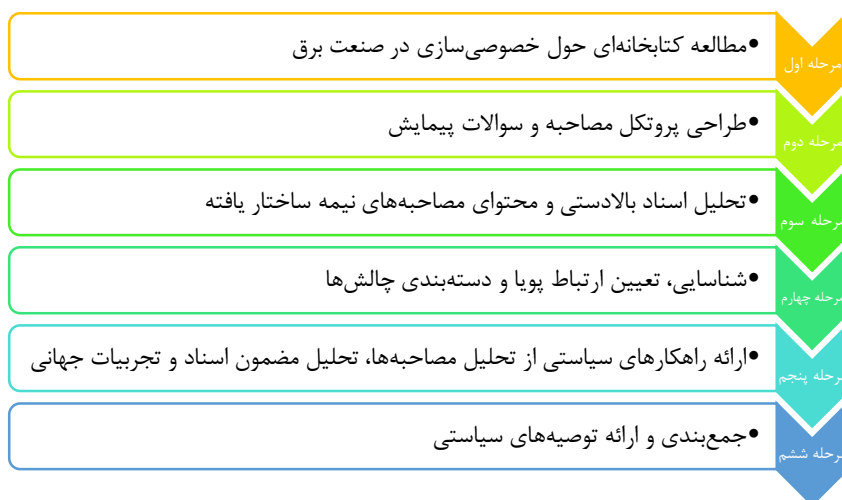 مرحله اول
•مطالعه کتابخانه‌ای حول خصوصی‌سازی در صنعت برق
مرحله دوم
•طراحی پروتکل مصاحبه و سوالات پیمایش
مرحله سوم
•تحلیل اسناد بالادستی و محتوای مصاحبه‌های نیمه ساختار یافته
مرحله چهارم
•شناسایی، تعیین ارتباط پویا و دسته‌بندی چالش‌ها
مرحله پنجم
•ارائه راهکارهای سیاستی از تحلیل مصاحبه‌ها، تحلیل مضمون اسناد و تجربیات جهانی
مرحله ششم
•جمع‌بندی و ارائه توصیه‌های سیاستی